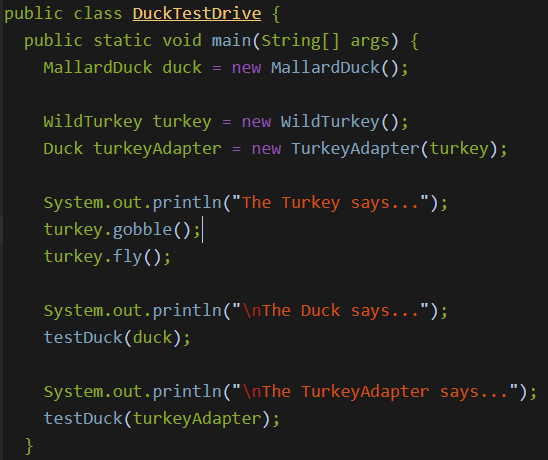 public class DuckTestDrive {
public static void main(String[] args) {
MallardDuck duck = new MallardDuck();
WildTurkey turkey = new WildTurkey();
Duck turkeyAdapter = new TurkeyAdapter(turkey);
System.out.println("The Turkey says...");
turkey.gobble();
turkey.fly();
System.out.println("\nThe Duck says...");
testDuck(duck);
System.out.println("\nThe TurkeyAdapter says...");
testDuck(turkeyAdapter);
}